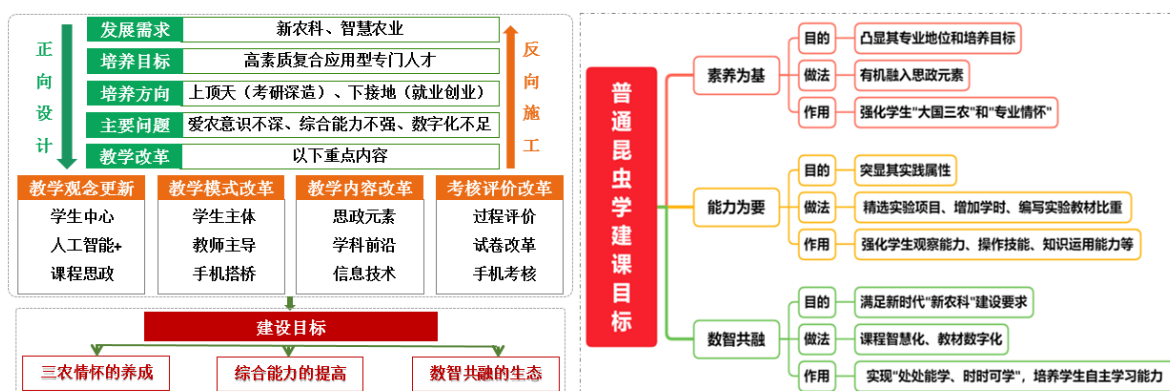 正向设计
发展需求 新农科、智慧农业
培养目标 高素质复合应用型专门人才
培养方向 上顶天（考研深造）、下接地（就业创业）
主要问题 爱农意识不深、综合能力不强、数字化不足
教学改革 以下重点内容
反向施工
教学观念更新 教学模式改革 教学内容改革 考核评价改革
学生中心 学生主体 思政元素 过程评价
人工智能+ 教师主导 学科前沿 试卷改革
课程思政 手机搭桥 信息技术 手机考核
建设目标
三农情怀的养成 综合能力的提高 数智共融的生态
普通昆虫学建课目标
素养为基
目的 凸显其专业地位和培养目标
做法 有机融入思政元素
作用 强化学生"大国三农"和"专业情怀"
能力为要
目的 突显其实践属性
做法 精选实验项目、增加学时、编写实验教材比重
作用 强化学生观察能力、操作技能、知识运用能力等
数智共融
目的 满足新时代"新农科"建设要求
做法 课程智慧化、教材数字化
作用 实现"处处能学、时时可学"，培养学生自主学习能力